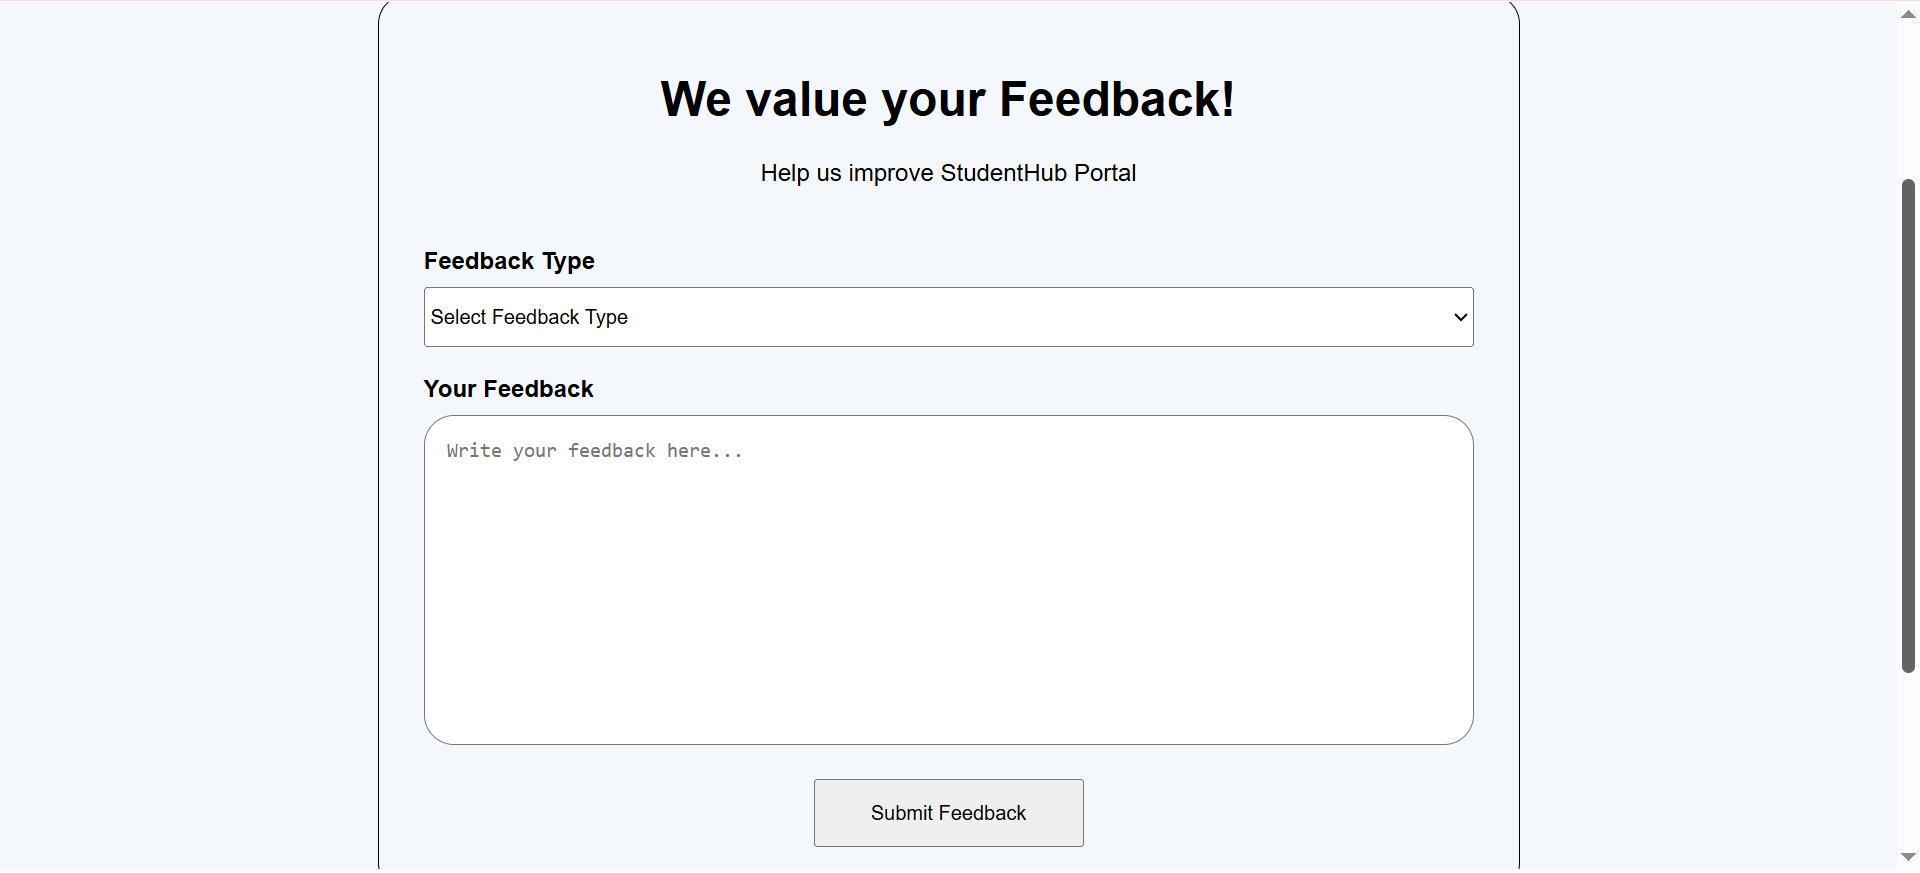 We value your Feedback!
Help us improve StudentHub Portal
Feedback Type
Select Feedback Type
Your Feedback
Write your feedback here...
Submit Feedback